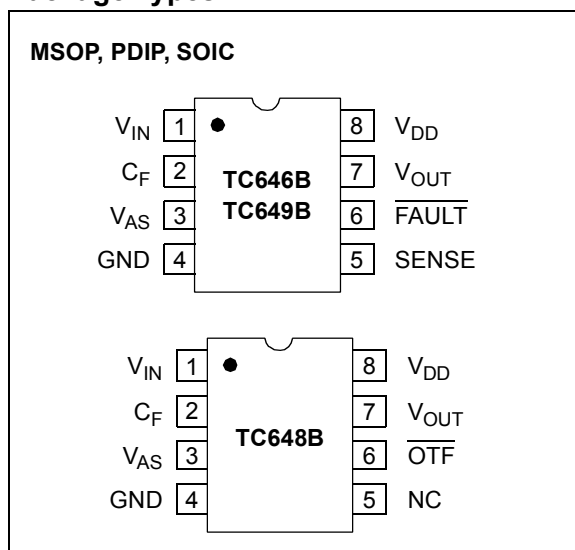 MSOP, PDIP, SOIC
VIN 1 8 VDD
CF 2 TC646B 7 VOUT
VAS 3 TC649B 6 FAULT
GND 4 5 SENSE
VIN 1 8 VDD
CF 2 7 VOUT
TC648B
VAS 3 6 OTF
GND 4 5 NC